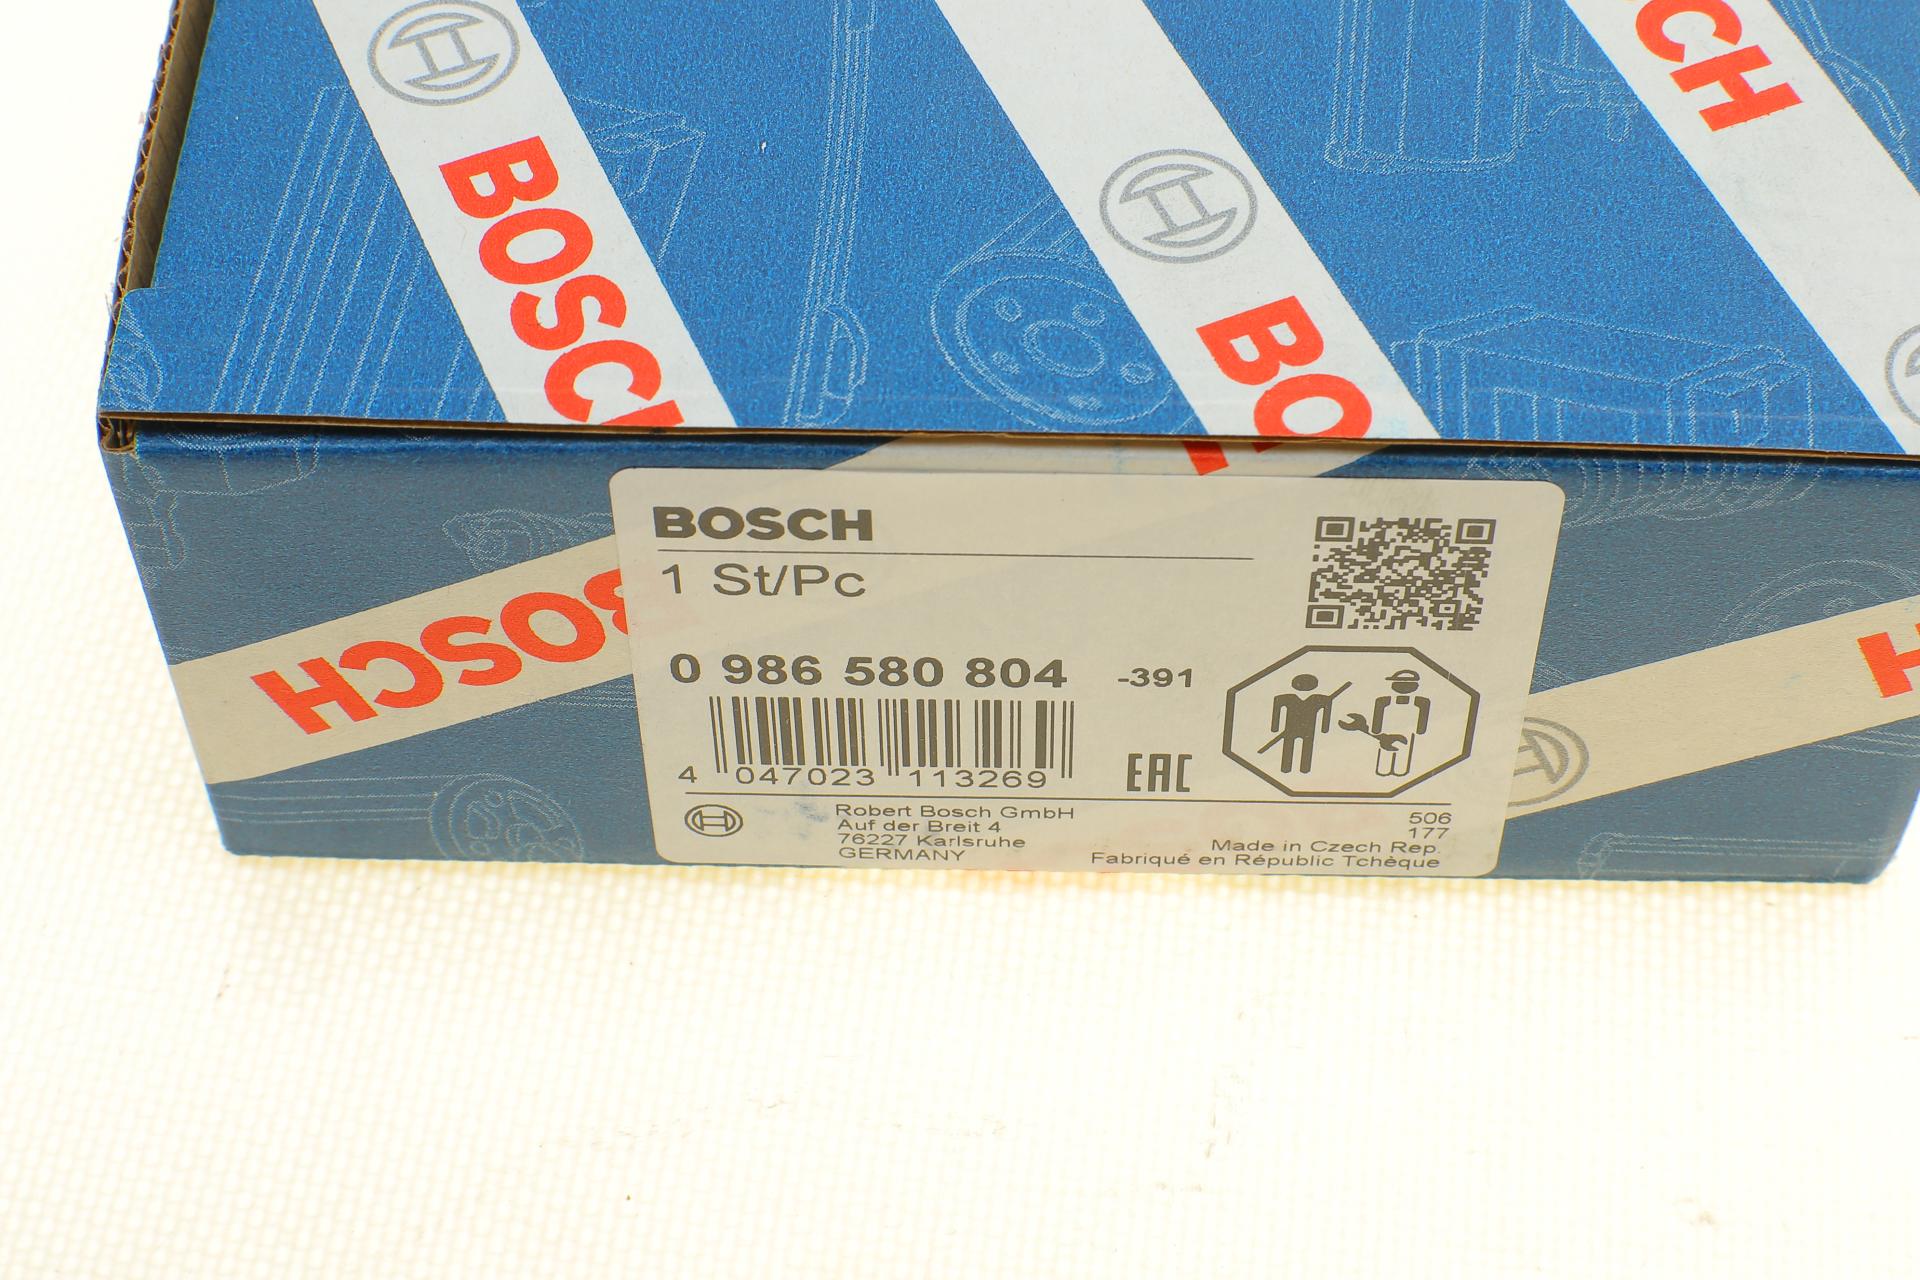 BOSCH
BOSCH
BOSCH
BOSCH
BOSCH
1 St/Pc
0 986 580 804 -391
4 047023 113269
EAC
Robert Bosch GmbH
Auf der Breit 4
76227 Karlsruhe
GERMANY
506
177
Made in Czech Rep.
Fabriqué en Républic Tchèque